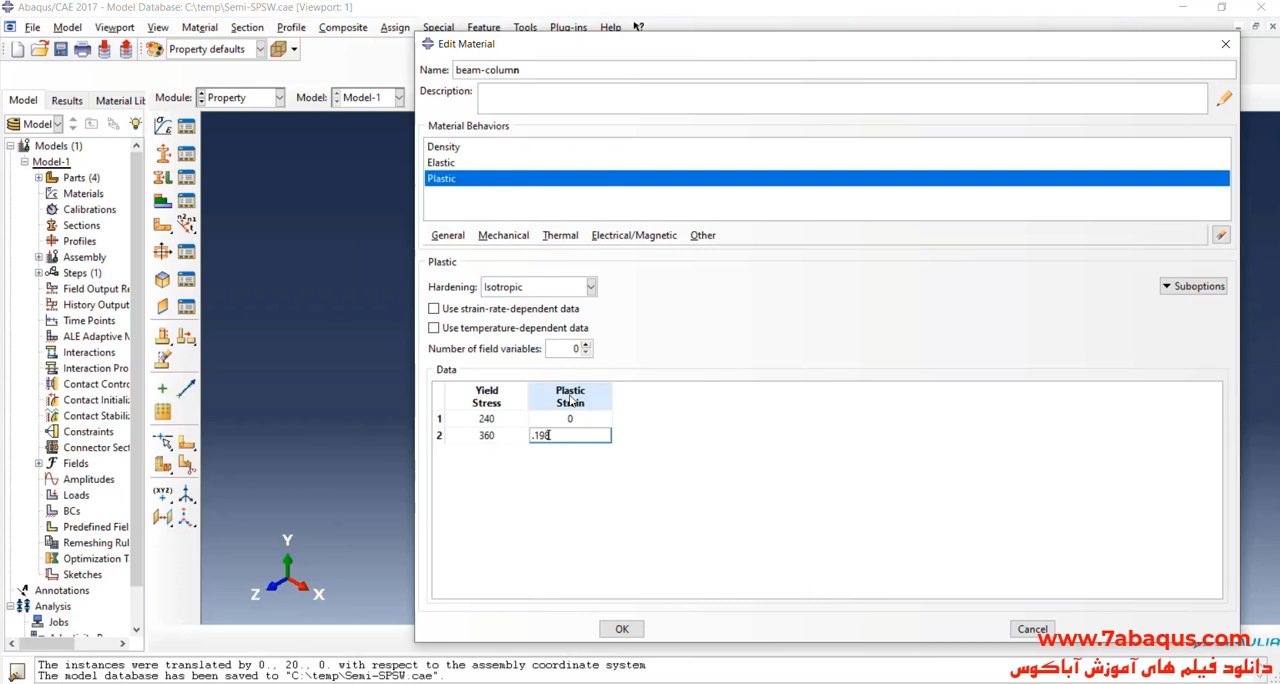 Abaqus/CAE 2017 - Model Database: C:\temp\Semi-SPSW.cae [Viewport: 1]
File Model Viewport View Material Section Profile Composite Assign Special Feature Tools Plug-ins Help
Property defaults
Edit Material
Name: beam-column
Description:
Model Results Material Lib Module: Property Model: Model-1
Model
Material Behaviors
Density
Elastic
Plastic
General Mechanical Thermal Electrical/Magnetic Other
Plastic
Hardening: Isotropic Suboptions
Use strain-rate-dependent data
Use temperature-dependent data
Number of field variables: 0
Data
Yield Stress Plastic Strain
1 240 0
2 360 .198
OK Cancel
Models (1)
Model-1
Parts (4)
Materials
Calibrations
Sections
Profiles
Assembly
Steps (1)
Field Output Re
History Output
Time Points
ALE Adaptive M
Interactions
Interaction Pro
Contact Contro
Contact Initializ
Contact Stabili
Constraints
Connector Sect
Fields
Amplitudes
Loads
BCs
Predefined Fiel
Remeshing Rul
Optimization T
Sketches
Annotations
Analysis
Jobs
Y
Z X
www.7abaqus.com
دانلود فیلم های آموزش آباکوس
The instances were translated by 0., 20., 0. with respect to the assembly coordinate system
The model database has been saved to "C:\temp\Semi-SPSW.cae".